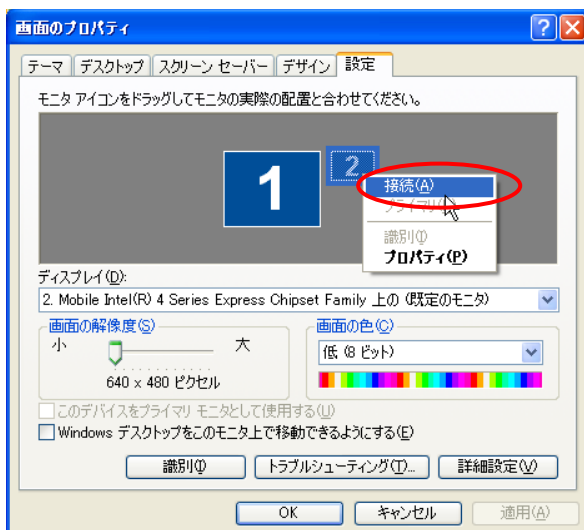 画面のプロパティ
テーマ デスクトップ スクリーン セーバー デザイン 設定
モニタ アイコンをドラッグしてモニタの実際の配置と合わせてください。
1 2
接続(A)
プライマリ
識別(I)
プロパティ(P)
ディスプレイ(D):
2. Mobile Intel(R) 4 Series Express Chipset Family 上の (既定のモニタ)
画面の解像度(S) 画面の色(C)
小 大 低 (8 ビット)
640 x 480 ピクセル
このデバイスをプライマリ モニタとして使用する(U)
Windows デスクトップをこのモニタ上で移動できるようにする(E)
識別(I) トラブルシューティング(T)... 詳細設定(V)
OK キャンセル 適用(A)